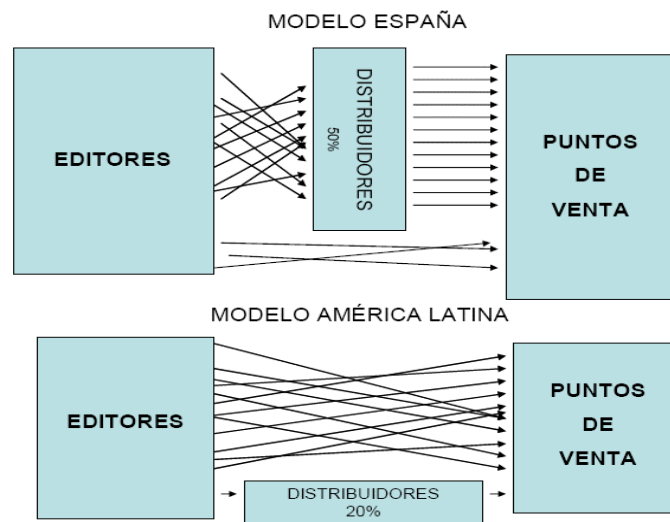 MODELO ESPAÑA
EDITORES
DISTRIBUIDORES
50%
PUNTOS
DE
VENTA
MODELO AMÉRICA LATINA
EDITORES
PUNTOS
DE
VENTA
DISTRIBUIDORES
20%